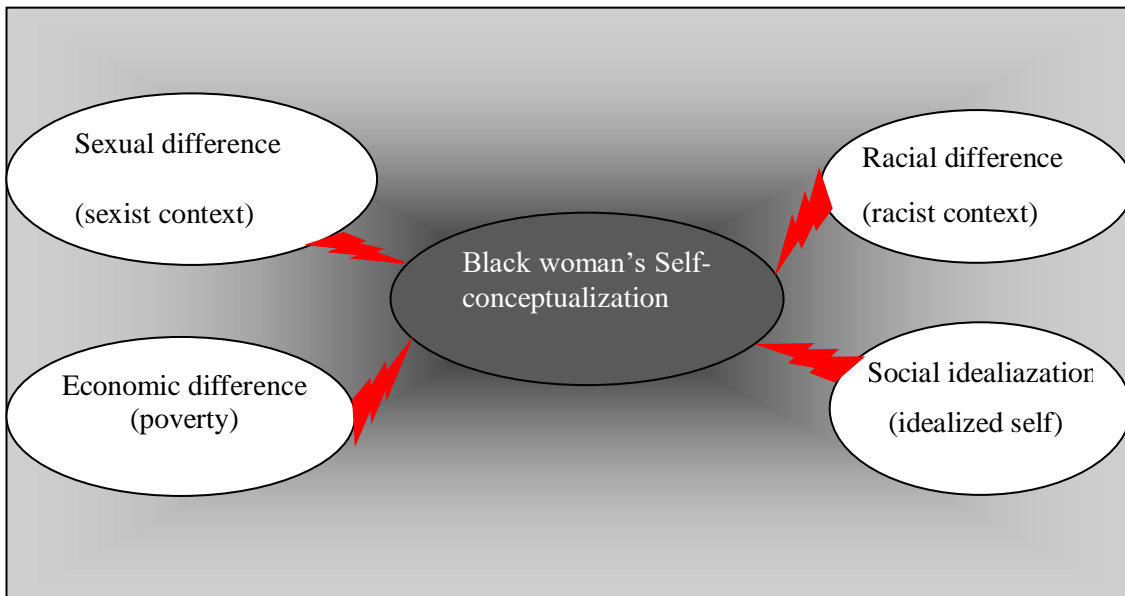 Sexual difference
(sexist context)
Racial difference
(racist context)
Black woman’s Self-
conceptualization
Economic difference
(poverty)
Social idealiazation
(idealized self)